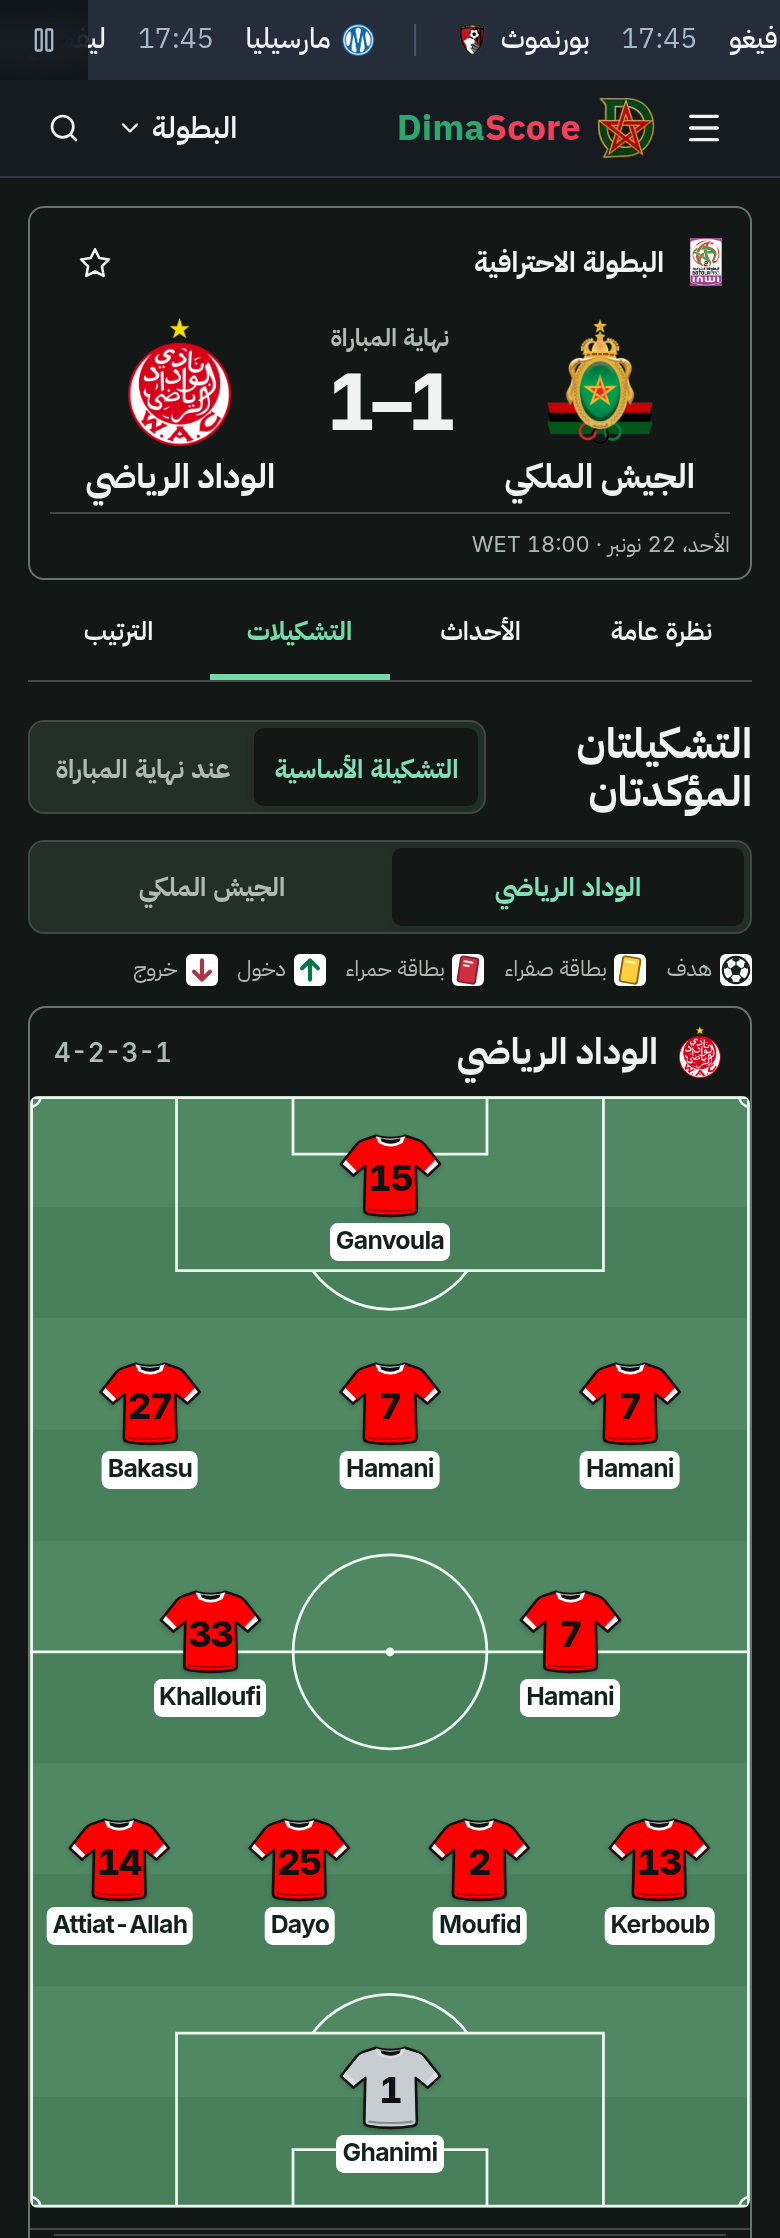 فيغو 17:45 بورنموث | مارسيليا 17:45
DimaScore البطولة
البطولة الاحترافية
نهاية المباراة
1–1
الجيش الملكي
الوداد الرياضي
W.A.C
الأحد، 22 نونبر · 18:00 WET
نظرة عامة الأحداث التشكيلات الترتيب
التشكيلتان
المؤكدتان
التشكيلة الأساسية عند نهاية المباراة
الوداد الرياضي الجيش الملكي
هدف بطاقة صفراء بطاقة حمراء دخول خروج
الوداد الرياضي 4-2-3-1
15
Ganvoula
27 7 7
Bakasu Hamani Hamani
33 7
Khalloufi Hamani
14 25 2 13
Attiat-Allah Dayo Moufid Kerboub
1
Ghanimi